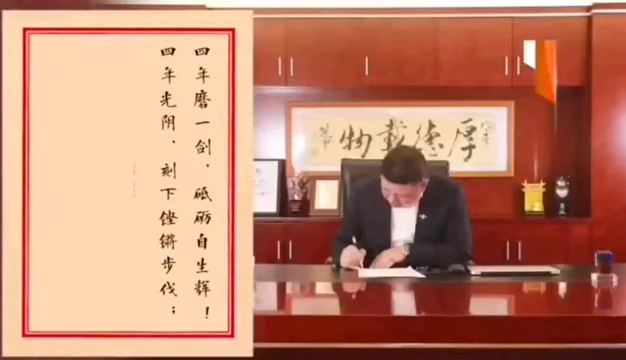 四年磨一剑，砥砺自生辉！
四年光阴，刻下铿锵步伐；
厚德載物